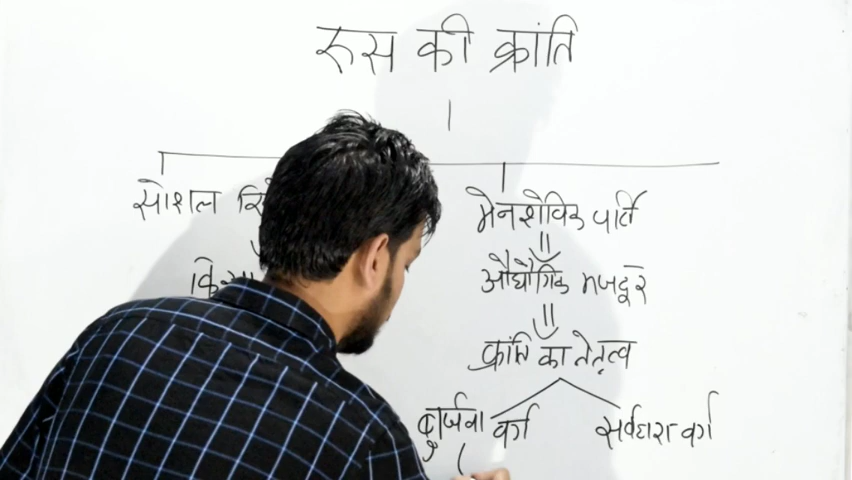 रूस की क्रांति
सोशल
मेनशेविक पार्टि
औद्योगिक मजदूर
क्रांति का नेतृत्व
बुर्जुवा वर्ग सर्वहारा वर्ग